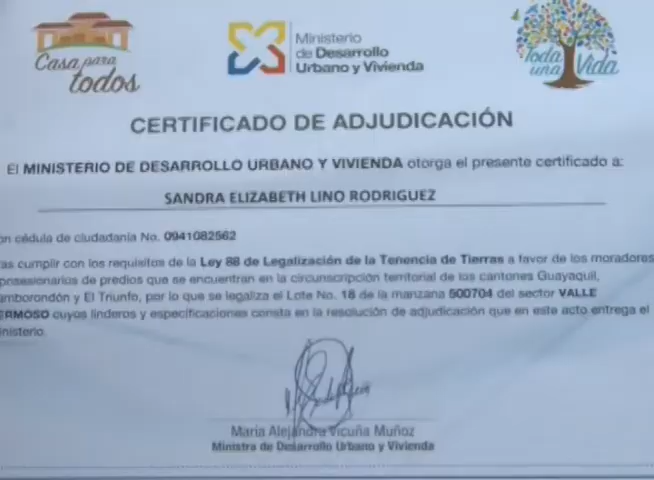 Casa para
todos
Ministerio
de Desarrollo
Urbano y Vivienda
Toda
una Vida
CERTIFICADO DE ADJUDICACIÓN
El MINISTERIO DE DESARROLLO URBANO Y VIVIENDA otorga el presente certificado a:
SANDRA ELIZABETH LINO RODRIGUEZ
on cédula de ciudadanía No. 0941082562
as cumplir con los requisitos de la Ley 88 de Legalización de la Tenencia de Tierras a favor de los moradores
posesionarios de predios que se encuentran en la circunscripción territorial de los cantones Guayaquil,
amborondón y El Triunfo, por lo que se legaliza el Lote No. 18 de la manzana 500704 del sector VALLE
ERMOSO cuyos linderos y especificaciones consta en la resolución de adjudicación que en este acto entrega el
inisterio.
Maria Alejandra Vicuña Muñoz
Ministra de Desarrollo Urbano y Vivienda